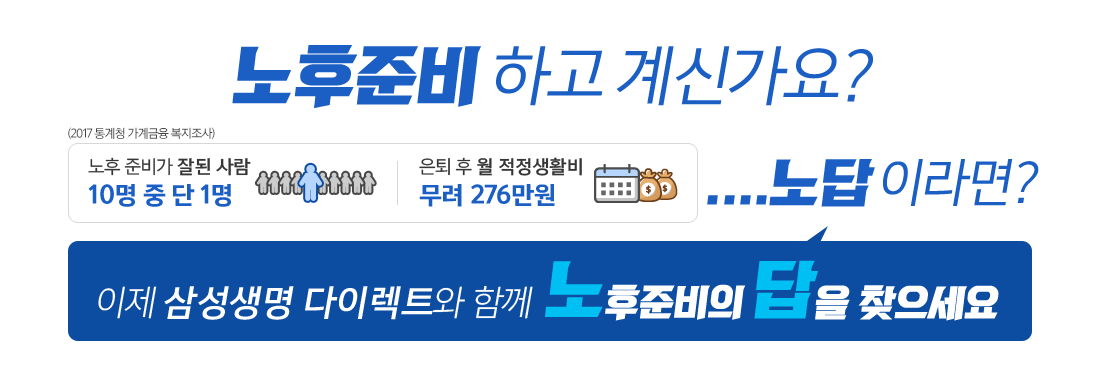 노후준비 하고 계신가요?
(2017 통계청 가계금융 복지조사)
노후 준비가 잘된 사람
10명 중 단 1명
은퇴 후 월 적정생활비
무려 276만원
$ $
....노답 이라면?
이제 삼성생명 다이렉트와 함께 노후준비의 답을 찾으세요